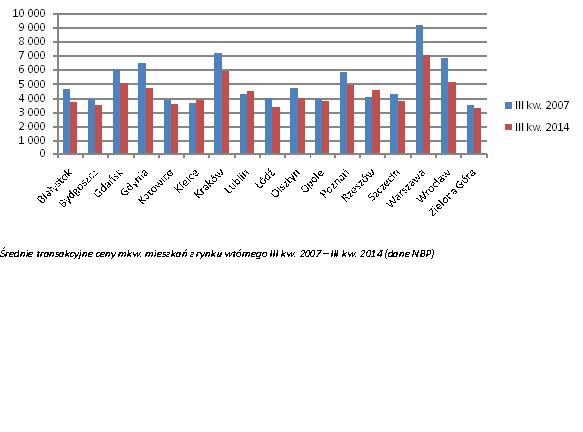 10 000
9 000
8 000
7 000
6 000
5 000
4 000
3 000
2 000
1 000
0
III kw. 2007
III kw. 2014
Białystok
Bydgoszcz
Gdańsk
Gdynia
Katowice
Kielce
Kraków
Lublin
Łódź
Olsztyn
Opole
Poznań
Rzeszów
Szczecin
Warszawa
Wrocław
Zielona Góra
Średnie transakcyjne ceny mkw. mieszkań z rynku wtórnego III kw. 2007 – III kw. 2014 (dane NBP)